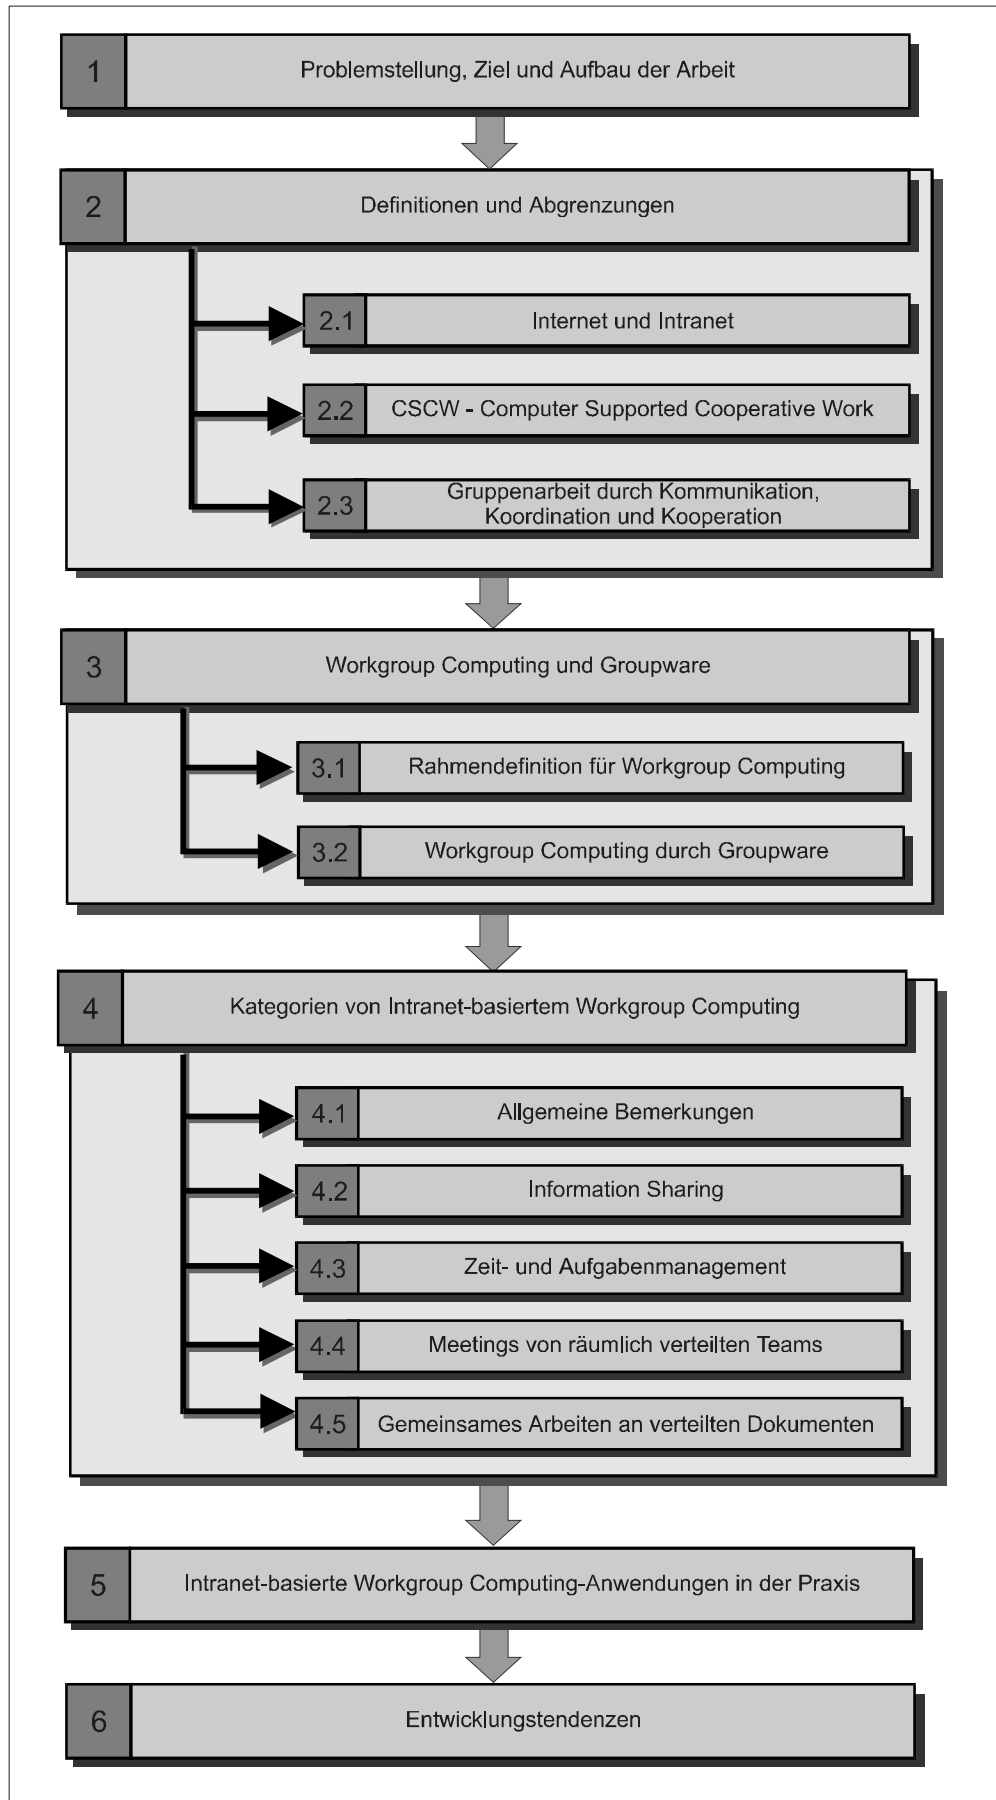 1 Problemstellung, Ziel und Aufbau der Arbeit
2 Definitionen und Abgrenzungen
2.1 Internet und Intranet
2.2 CSCW - Computer Supported Cooperative Work
2.3 Gruppenarbeit durch Kommunikation,
Koordination und Kooperation
3 Workgroup Computing und Groupware
3.1 Rahmendefinition für Workgroup Computing
3.2 Workgroup Computing durch Groupware
4 Kategorien von Intranet-basiertem Workgroup Computing
4.1 Allgemeine Bemerkungen
4.2 Information Sharing
4.3 Zeit- und Aufgabenmanagement
4.4 Meetings von räumlich verteilten Teams
4.5 Gemeinsames Arbeiten an verteilten Dokumenten
5 Intranet-basierte Workgroup Computing-Anwendungen in der Praxis
6 Entwicklungstendenzen